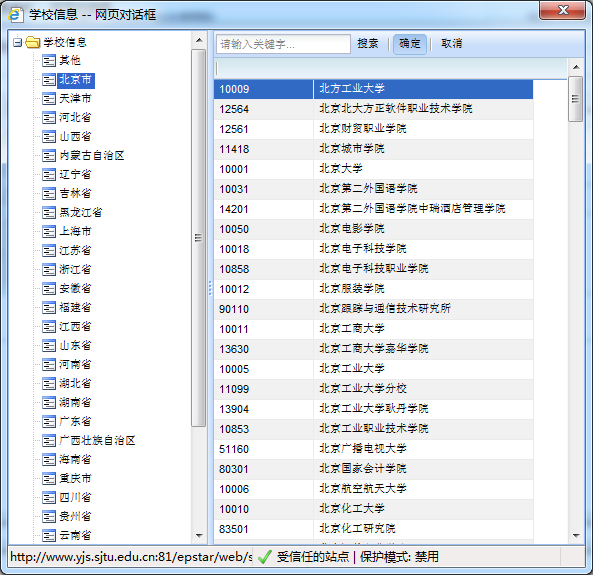 学校信息 -- 网页对话框
学校信息
其他
北京市
天津市
河北省
山西省
内蒙古自治区
辽宁省
吉林省
黑龙江省
上海市
江苏省
浙江省
安徽省
福建省
江西省
山东省
河南省
湖北省
湖南省
广东省
广西壮族自治区
海南省
重庆市
四川省
贵州省
云南省
请输入关键字... 搜索 确定 取消
10009 北方工业大学
12564 北京北大方正软件职业技术学院
12561 北京财贸职业学院
11418 北京城市学院
10001 北京大学
10031 北京第二外国语学院
14201 北京第二外国语学院中瑞酒店管理学院
10050 北京电影学院
10018 北京电子科技学院
10858 北京电子科技职业学院
10012 北京服装学院
90110 北京跟踪与通信技术研究所
10011 北京工商大学
13630 北京工商大学嘉华学院
10005 北京工业大学
11099 北京工业大学分校
13904 北京工业大学耿丹学院
10853 北京工业职业技术学院
51160 北京广播电视大学
80301 北京国家会计学院
10006 北京航空航天大学
10010 北京化工大学
83501 北京化工研究院
http://www.yjs.sjtu.edu.cn:81/epstar/web/s 受信任的站点 | 保护模式: 禁用